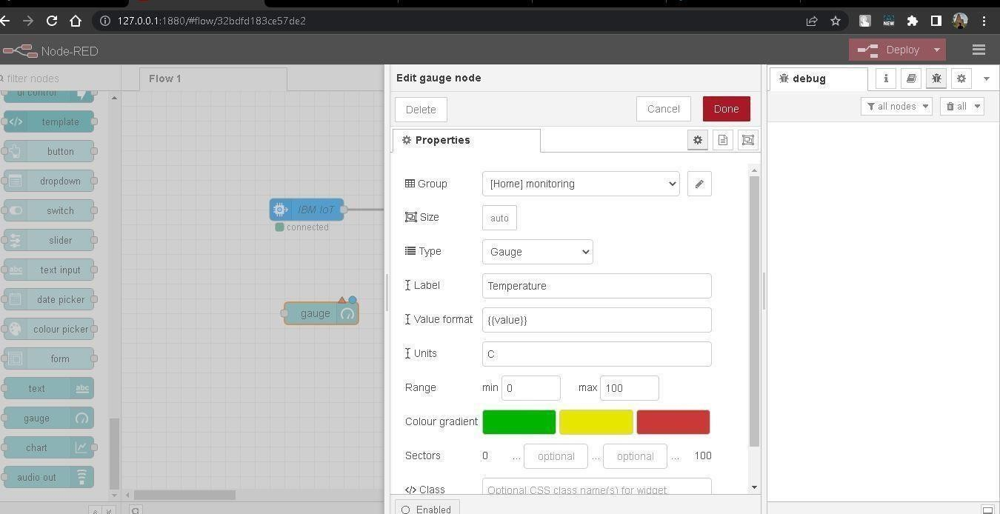 127.0.0.1:1880/#flow/32bdfd183ce57de2
NEW
Node-RED
Deploy
filter nodes
Flow 1
Edit gauge node
debug
Delete
Cancel
Done
all nodes
all
ui control
</> template
button
dropdown
switch
slider
abc text input
date picker
colour picker
form
text abc
gauge
chart
audio out
IBM IoT
connected
gauge
Properties
Group [Home] monitoring
Size auto
Type Gauge
Label Temperature
Value format {{value}}
Units C
Range min 0 max 100
Colour gradient
Sectors 0 ... optional ... optional ... 100
</> Class Optional CSS class name(s) for widget
Enabled